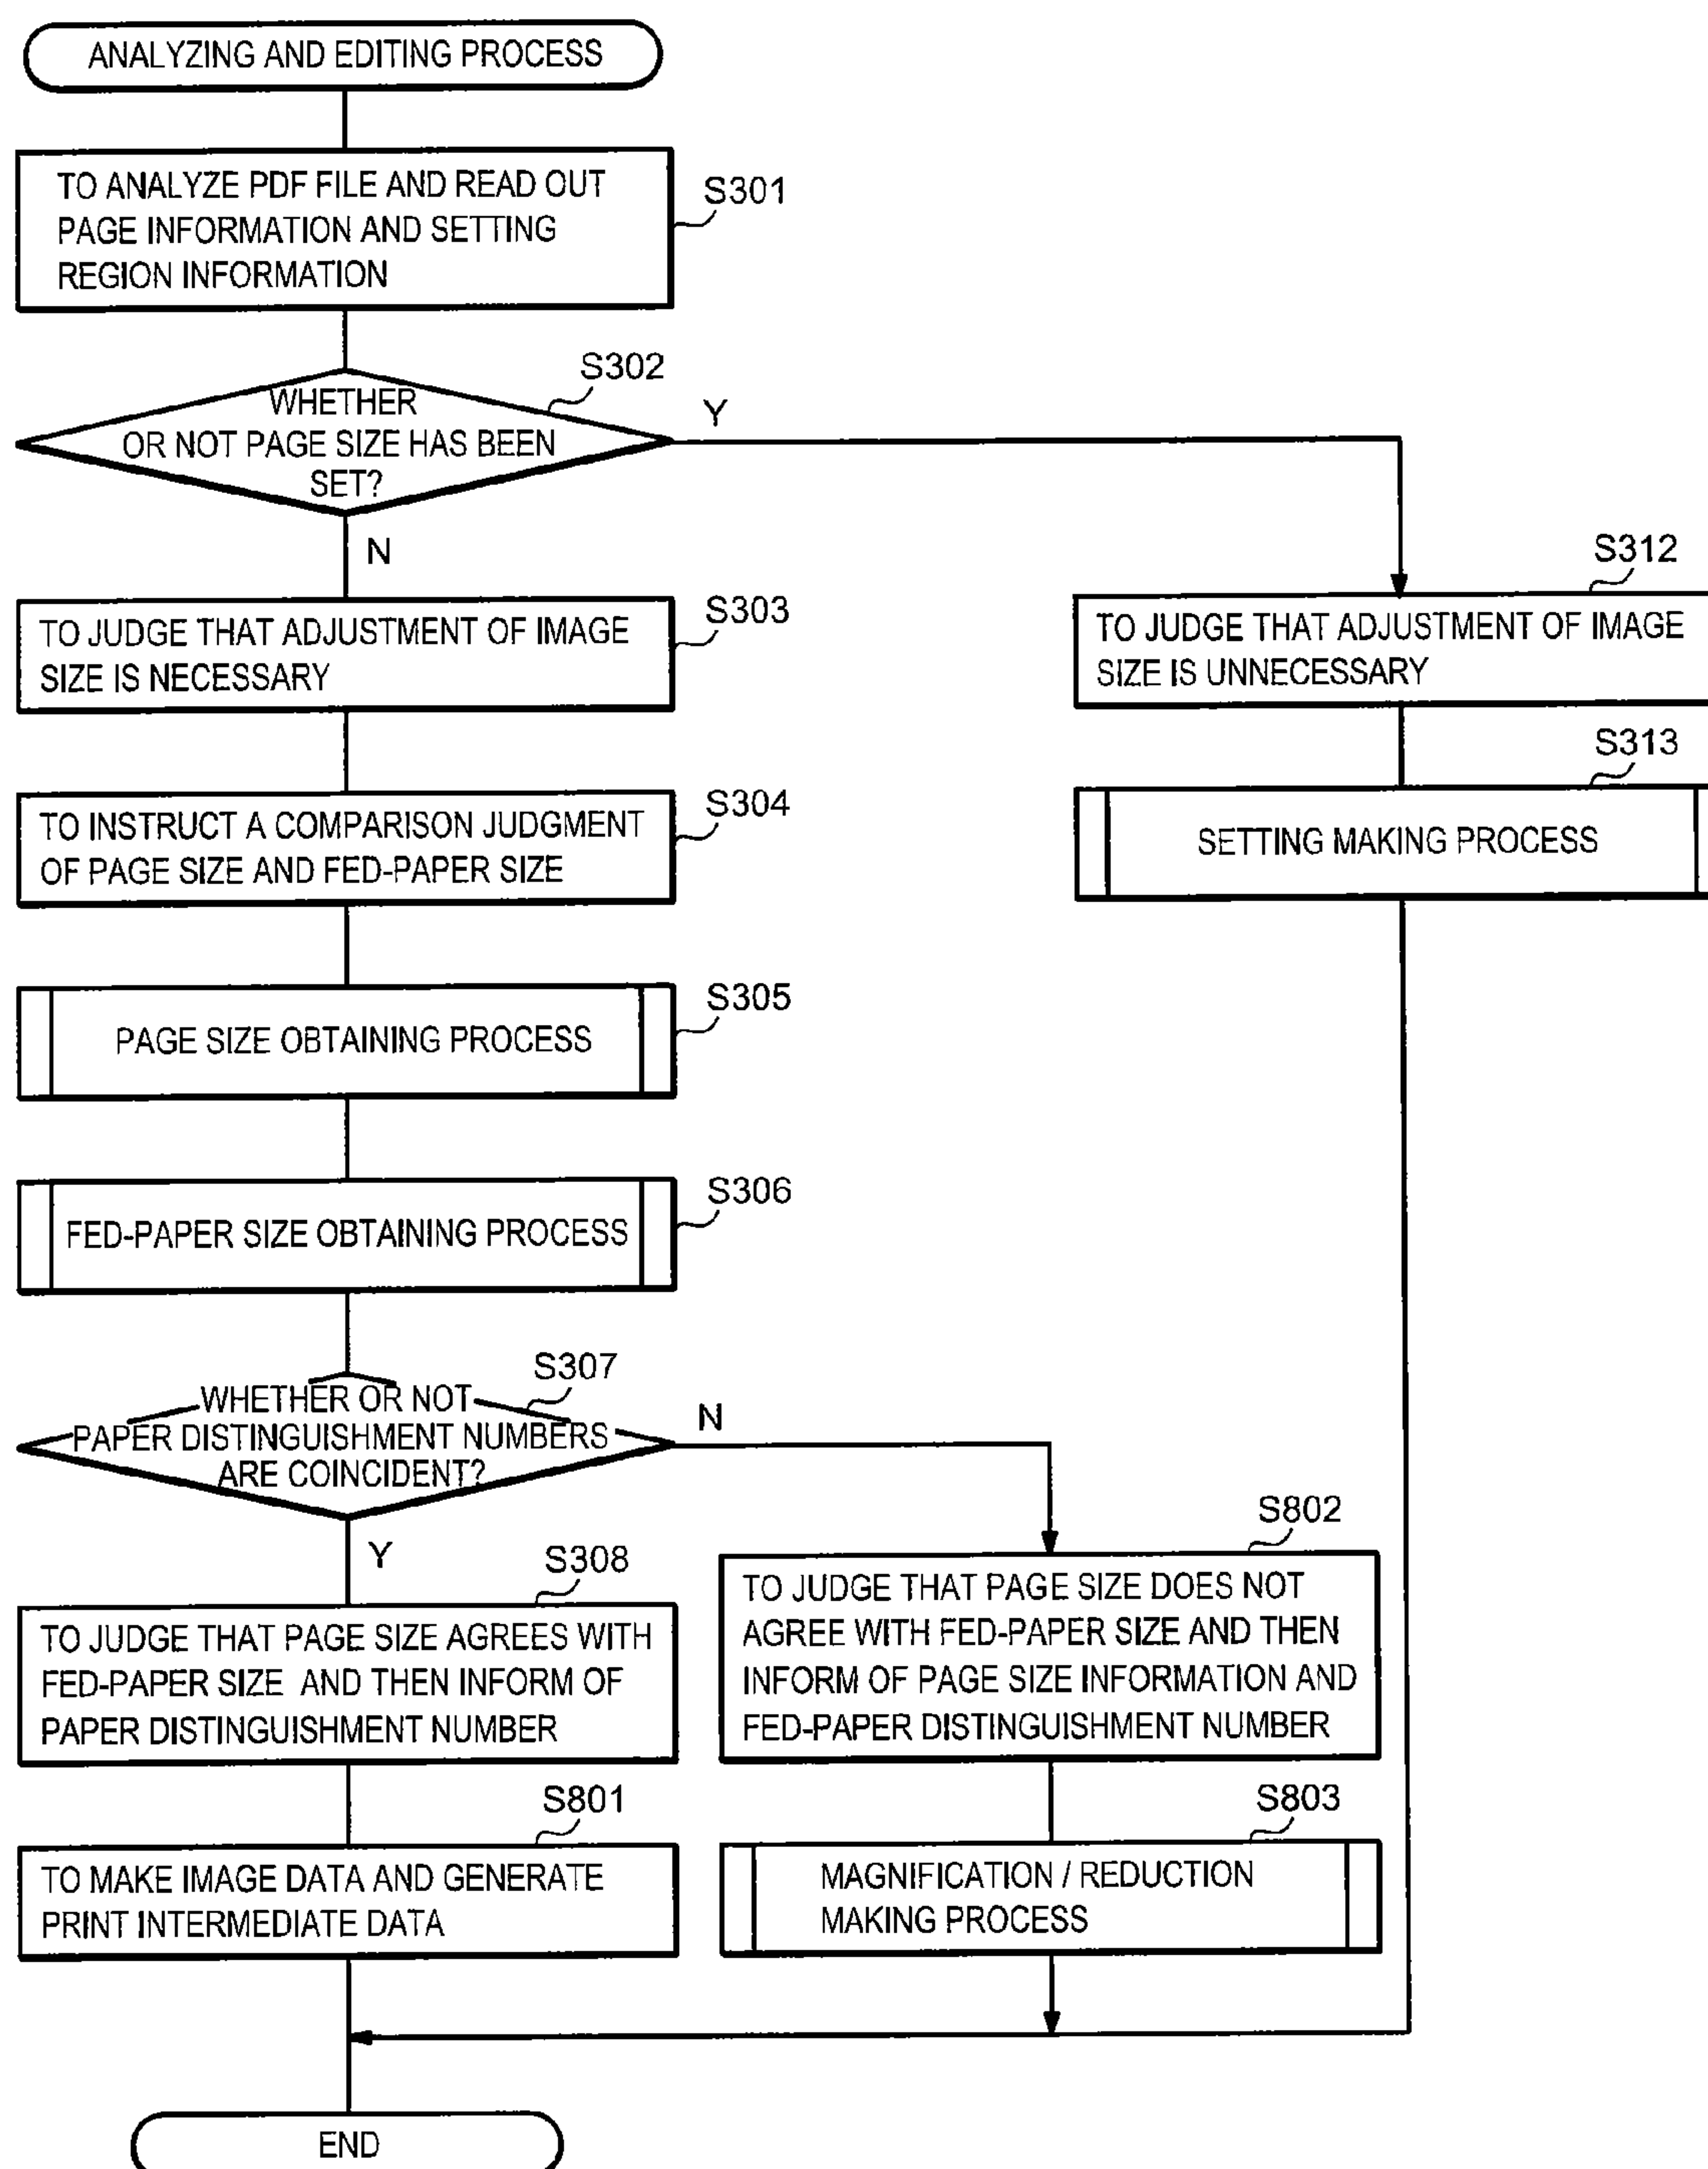 ANALYZING AND EDITING PROCESS
TO ANALYZE PDF FILE AND READ OUT
PAGE INFORMATION AND SETTING
REGION INFORMATION
S301
S302
WHETHER
OR NOT PAGE SIZE HAS BEEN
SET?
Y
N
S303
TO JUDGE THAT ADJUSTMENT OF IMAGE
SIZE IS NECESSARY
S312
TO JUDGE THAT ADJUSTMENT OF IMAGE
SIZE IS UNNECESSARY
S313
SETTING MAKING PROCESS
S304
TO INSTRUCT A COMPARISON JUDGMENT
OF PAGE SIZE AND FED-PAPER SIZE
S305
PAGE SIZE OBTAINING PROCESS
S306
FED-PAPER SIZE OBTAINING PROCESS
S307
WHETHER OR NOT
PAPER DISTINGUISHMENT NUMBERS
ARE COINCIDENT?
N
Y
S308
TO JUDGE THAT PAGE SIZE AGREES WITH
FED-PAPER SIZE AND THEN INFORM OF
PAPER DISTINGUISHMENT NUMBER
S802
TO JUDGE THAT PAGE SIZE DOES NOT
AGREE WITH FED-PAPER SIZE AND THEN
INFORM OF PAGE SIZE INFORMATION AND
FED-PAPER DISTINGUISHMENT NUMBER
S801
TO MAKE IMAGE DATA AND GENERATE
PRINT INTERMEDIATE DATA
S803
MAGNIFICATION / REDUCTION
MAKING PROCESS
END